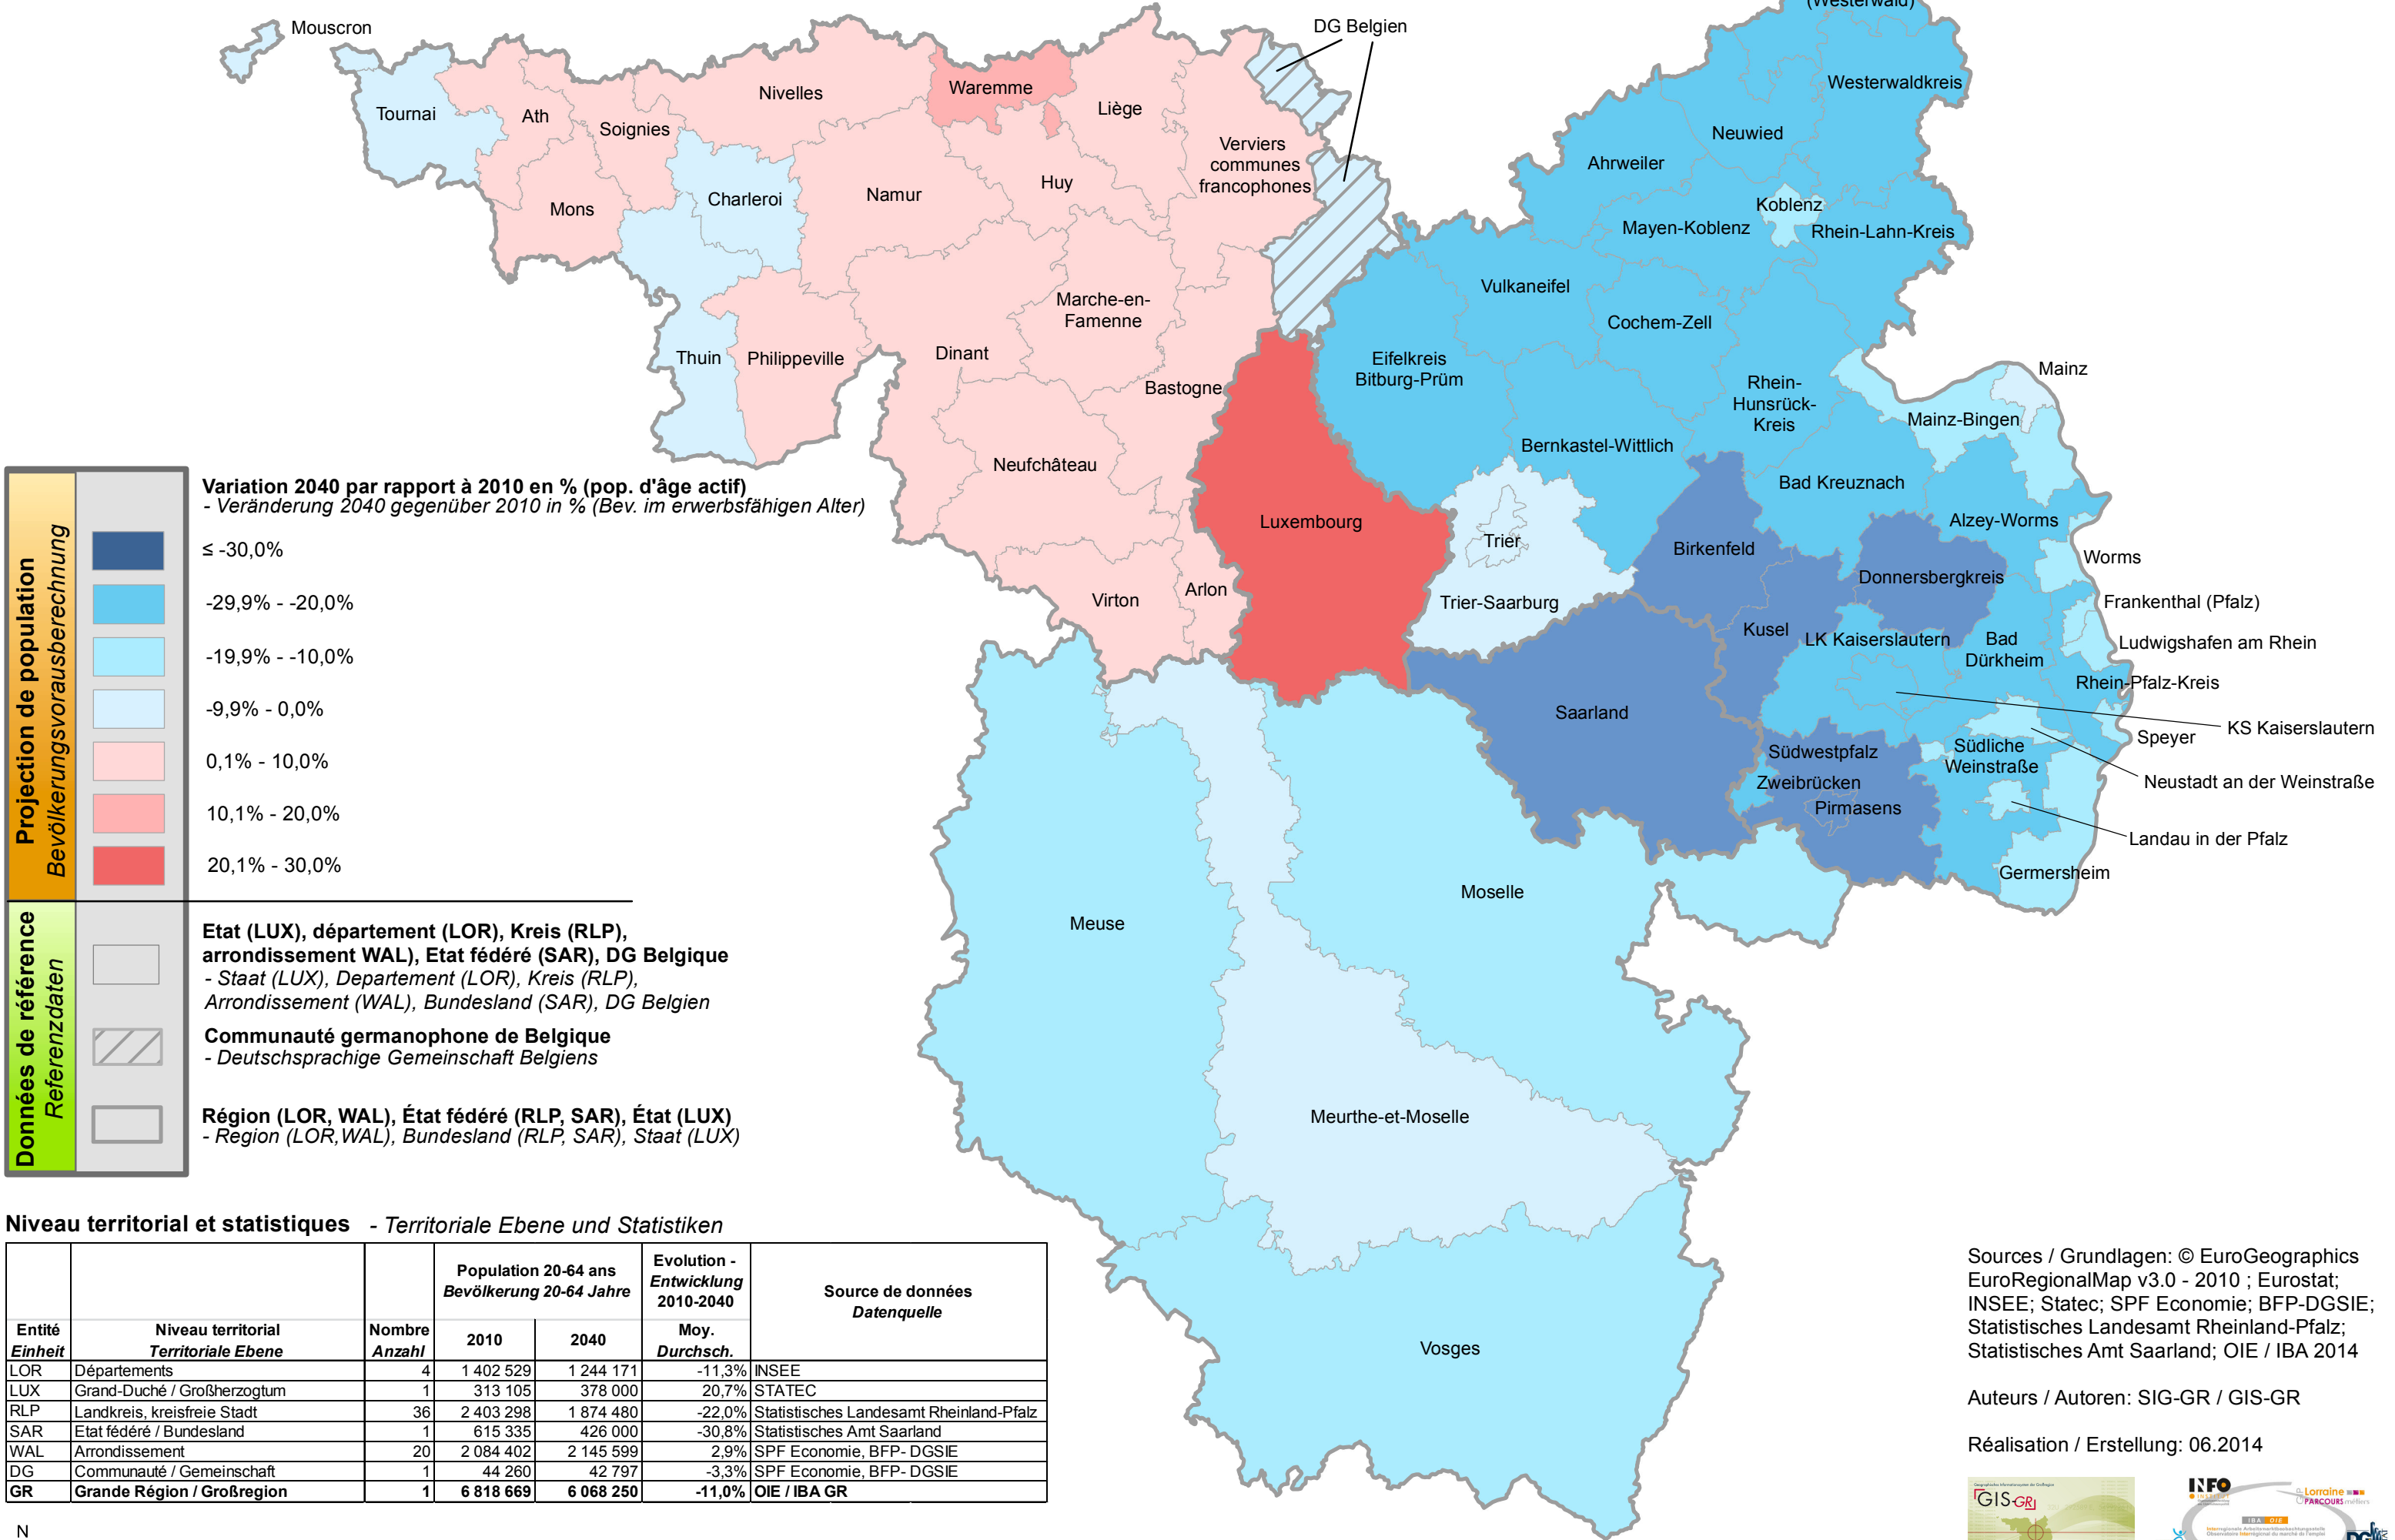 (Westerwald)
Mouscron
DG Belgien
Tournai
Ath
Soignies
Nivelles
Waremme
Liège
Verviers
communes
francophones
Mons
Charleroi
Namur
Huy
Thuin
Philippeville
Dinant
Marche-en-
Famenne
Bastogne
Neufchâteau
Virton
Arlon
Luxembourg
Westerwaldkreis
Neuwied
Ahrweiler
Koblenz
Mayen-Koblenz
Rhein-Lahn-Kreis
Vulkaneifel
Cochem-Zell
Eifelkreis
Bitburg-Prüm
Rhein-
Hunsrück-
Kreis
Mainz
Mainz-Bingen
Bernkastel-Wittlich
Bad Kreuznach
Alzey-Worms
Trier
Trier-Saarburg
Birkenfeld
Donnersbergkreis
Worms
Frankenthal (Pfalz)
Kusel
LK Kaiserslautern
Bad
Dürkheim
Ludwigshafen am Rhein
Rhein-Pfalz-Kreis
KS Kaiserslautern
Speyer
Saarland
Südwestpfalz
Südliche
Weinstraße
Zweibrücken
Pirmasens
Neustadt an der Weinstraße
Landau in der Pfalz
Germersheim
Meuse
Moselle
Meurthe-et-Moselle
Vosges
Projection de population
Bevölkerungsvorausberechnung
Variation 2040 par rapport à 2010 en % (pop. d'âge actif)
- Veränderung 2040 gegenüber 2010 in % (Bev. im erwerbsfähigen Alter)
≤ -30,0%
-29,9% - -20,0%
-19,9% - -10,0%
-9,9% - 0,0%
0,1% - 10,0%
10,1% - 20,0%
20,1% - 30,0%
Données de référence
Referenzdaten
Etat (LUX), département (LOR), Kreis (RLP),
arrondissement WAL), Etat fédéré (SAR), DG Belgique
- Staat (LUX), Departement (LOR), Kreis (RLP),
Arrondissement (WAL), Bundesland (SAR), DG Belgien
Communauté germanophone de Belgique
- Deutschsprachige Gemeinschaft Belgiens
Région (LOR, WAL), État fédéré (RLP, SAR), État (LUX)
- Region (LOR,WAL), Bundesland (RLP, SAR), Staat (LUX)
Niveau territorial et statistiques - Territoriale Ebene und Statistiken
Population 20-64 ans
Bevölkerung 20-64 Jahre
Evolution -
Entwicklung
2010-2040
Source de données
Datenquelle
Entité
Einheit
Niveau territorial
Territoriale Ebene
Nombre
Anzahl
2010
2040
Moy.
Durchsch.
LOR Départements 4 1 402 529 1 244 171 -11,3% INSEE
LUX Grand-Duché / Großherzogtum 1 313 105 378 000 20,7% STATEC
RLP Landkreis, kreisfreie Stadt 36 2 403 298 1 874 480 -22,0% Statistisches Landesamt Rheinland-Pfalz
SAR Etat fédéré / Bundesland 1 615 335 426 000 -30,8% Statistisches Amt Saarland
WAL Arrondissement 20 2 084 402 2 145 599 2,9% SPF Economie, BFP- DGSIE
DG Communauté / Gemeinschaft 1 44 260 42 797 -3,3% SPF Economie, BFP- DGSIE
GR Grande Région / Großregion 1 6 818 669 6 068 250 -11,0% OIE / IBA GR
N
Sources / Grundlagen: © EuroGeographics
EuroRegionalMap v3.0 - 2010 ; Eurostat;
INSEE; Statec; SPF Economie; BFP-DGSIE;
Statistisches Landesamt Rheinland-Pfalz;
Statistisches Amt Saarland; OIE / IBA 2014
Auteurs / Autoren: SIG-GR / GIS-GR
Réalisation / Erstellung: 06.2014
GIS-GR
INFO
INSTITUT
Lorraine
PARCOURS métiers
IBA OIE
DG